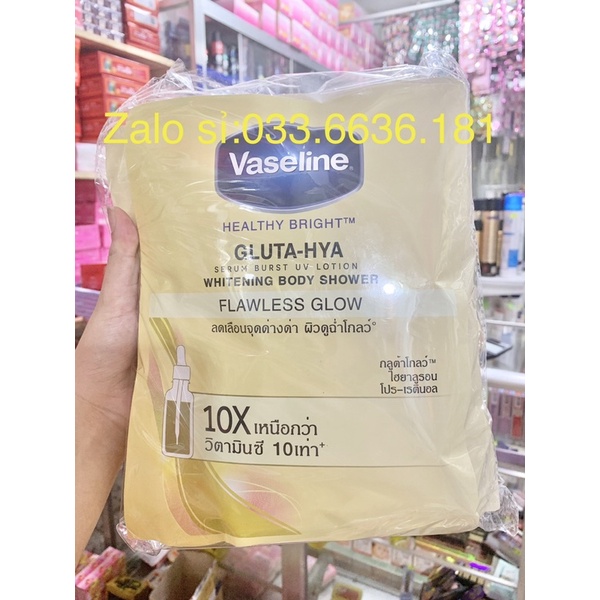 Zalo sỉ:033.6636.181
Vaseline
HEALTHY BRIGHT™
GLUTA-HYA
SERUM BURST UV LOTION
WHITENING BODY SHOWER
FLAWLESS GLOW
ลดเลือนจุดด่างดำ ผิวดูฉ่ำโกลว์°
กลูต้าโกลว์™
ไฮยาลูรอน
โปร-เรตินอล
10X เหนือกว่า
วิตามินซี 10เท่า⁺